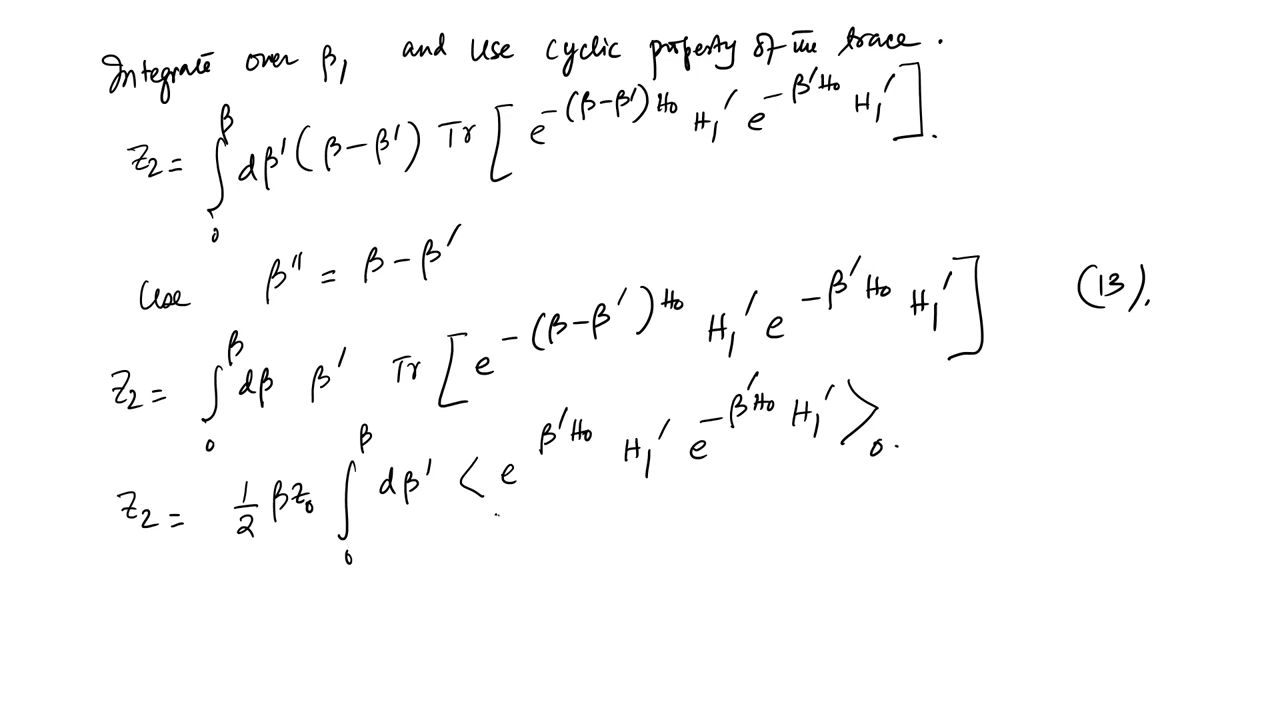 Integrate over β₁ and use cyclic property of the trace.
Z₂ = ∫₀^β dβ′(β−β′) Tr [e^{−(β−β′)H₀} H₁′ e^{−β′H₀} H₁′].
Use β″ = β−β′
Z₂ = ∫₀^β dβ β′ Tr [e^{−(β−β′)H₀} H₁′ e^{−β′H₀} H₁′] (13).
Z₂ = 1/2 βZ₀ ∫₀^β dβ′ <e^{β′H₀} H₁′ e^{−β′H₀} H₁′>₀.